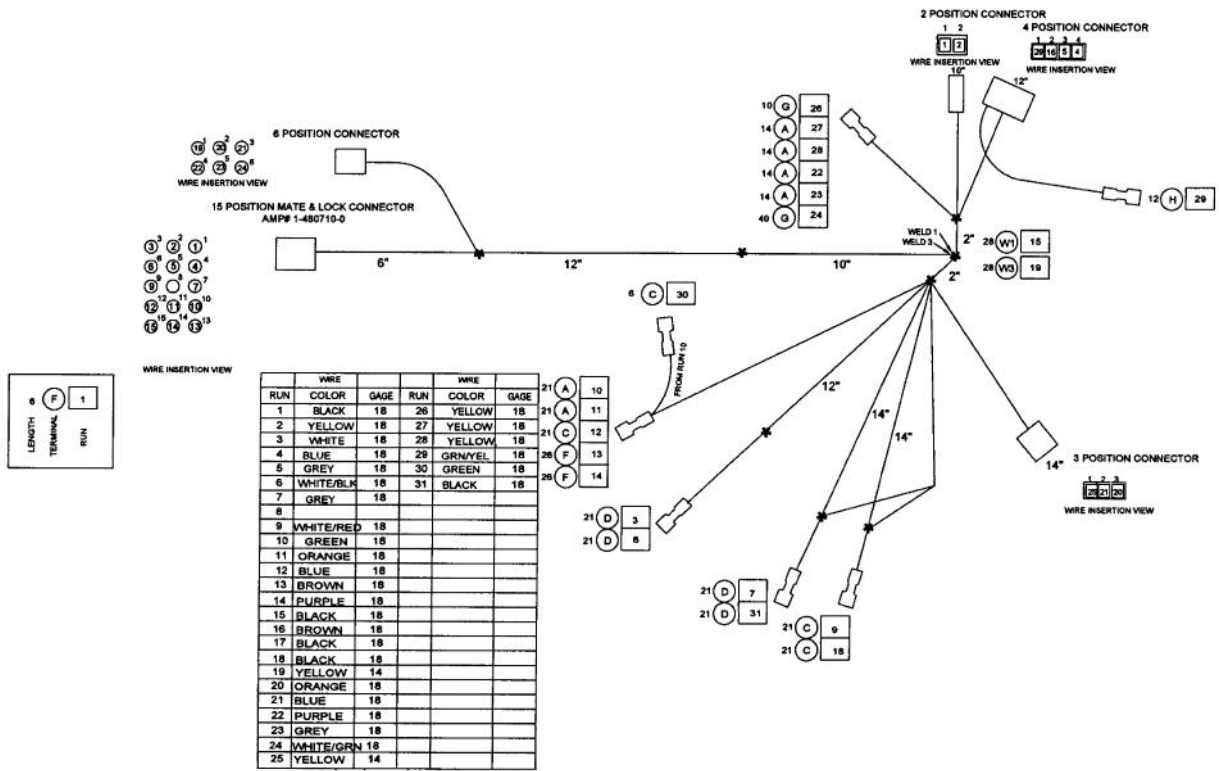 2 POSITION CONNECTOR
1 2
1 2
WIRE INSERTION VIEW
10"
4 POSITION CONNECTOR
1 2 3 4
29 16 5 4
WIRE INSERTION VIEW
12"
10 G 26
14 A 27
14 A 28
14 A 22
14 A 23
40 G 24
12 H 29
6 POSITION CONNECTOR
19 1 20 2 21 3
22 4 23 5 24 6
WIRE INSERTION VIEW
15 POSITION MATE & LOCK CONNECTOR
AMP# 1-480710-0
3 3 2 2 1 1
6 6 5 5 4 4
9 9 8 7 7
12 12 11 11 10 10
15 15 14 14 13 13
WIRE INSERTION VIEW
6"
12"
10"
WELD 1
WELD 3
2"
2"
28 W1 15
28 W3 19
6 C 30
FROM RUN 10
21 A 10
21 A 11
21 C 12
26 F 13
26 F 14
12"
14"
14"
14"
3 POSITION CONNECTOR
1 2 3
25 21 20
WIRE INSERTION VIEW
21 D 3
21 D 6
21 D 7
21 D 31
21 C 9
21 C 18
6 F 1
LENGTH
TERMINAL
RUN
WIRE WIRE
RUN COLOR GAGE RUN COLOR GAGE
1 BLACK 18 26 YELLOW 18
2 YELLOW 18 27 YELLOW 18
3 WHITE 18 28 YELLOW 18
4 BLUE 18 29 GRN/YEL 18
5 GREY 18 30 GREEN 18
6 WHITE/BLK 18 31 BLACK 18
7 GREY 18
8
9 WHITE/RED 18
10 GREEN 18
11 ORANGE 18
12 BLUE 18
13 BROWN 18
14 PURPLE 18
15 BLACK 18
16 BROWN 18
17 BLACK 18
18 BLACK 18
19 YELLOW 14
20 ORANGE 18
21 BLUE 18
22 PURPLE 18
23 GREY 18
24 WHITE/GRN 18
25 YELLOW 14